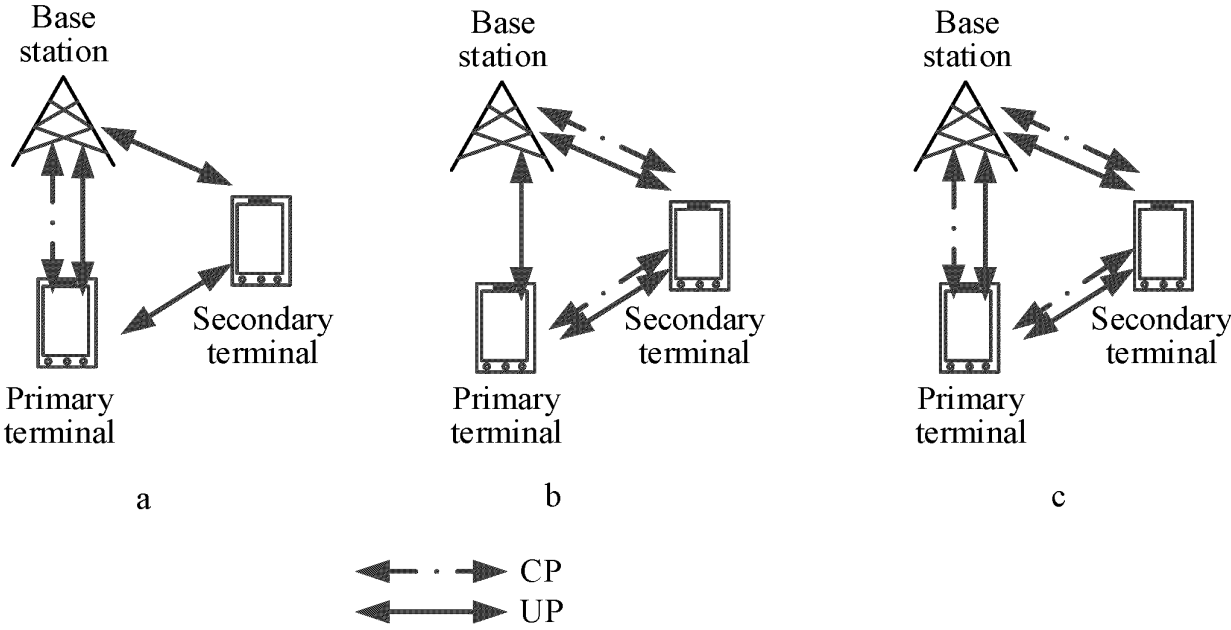 Base
station
Secondary
terminal
Primary
terminal
a
Base
station
Secondary
terminal
Primary
terminal
b
Base
station
Secondary
terminal
Primary
terminal
c
CP
UP